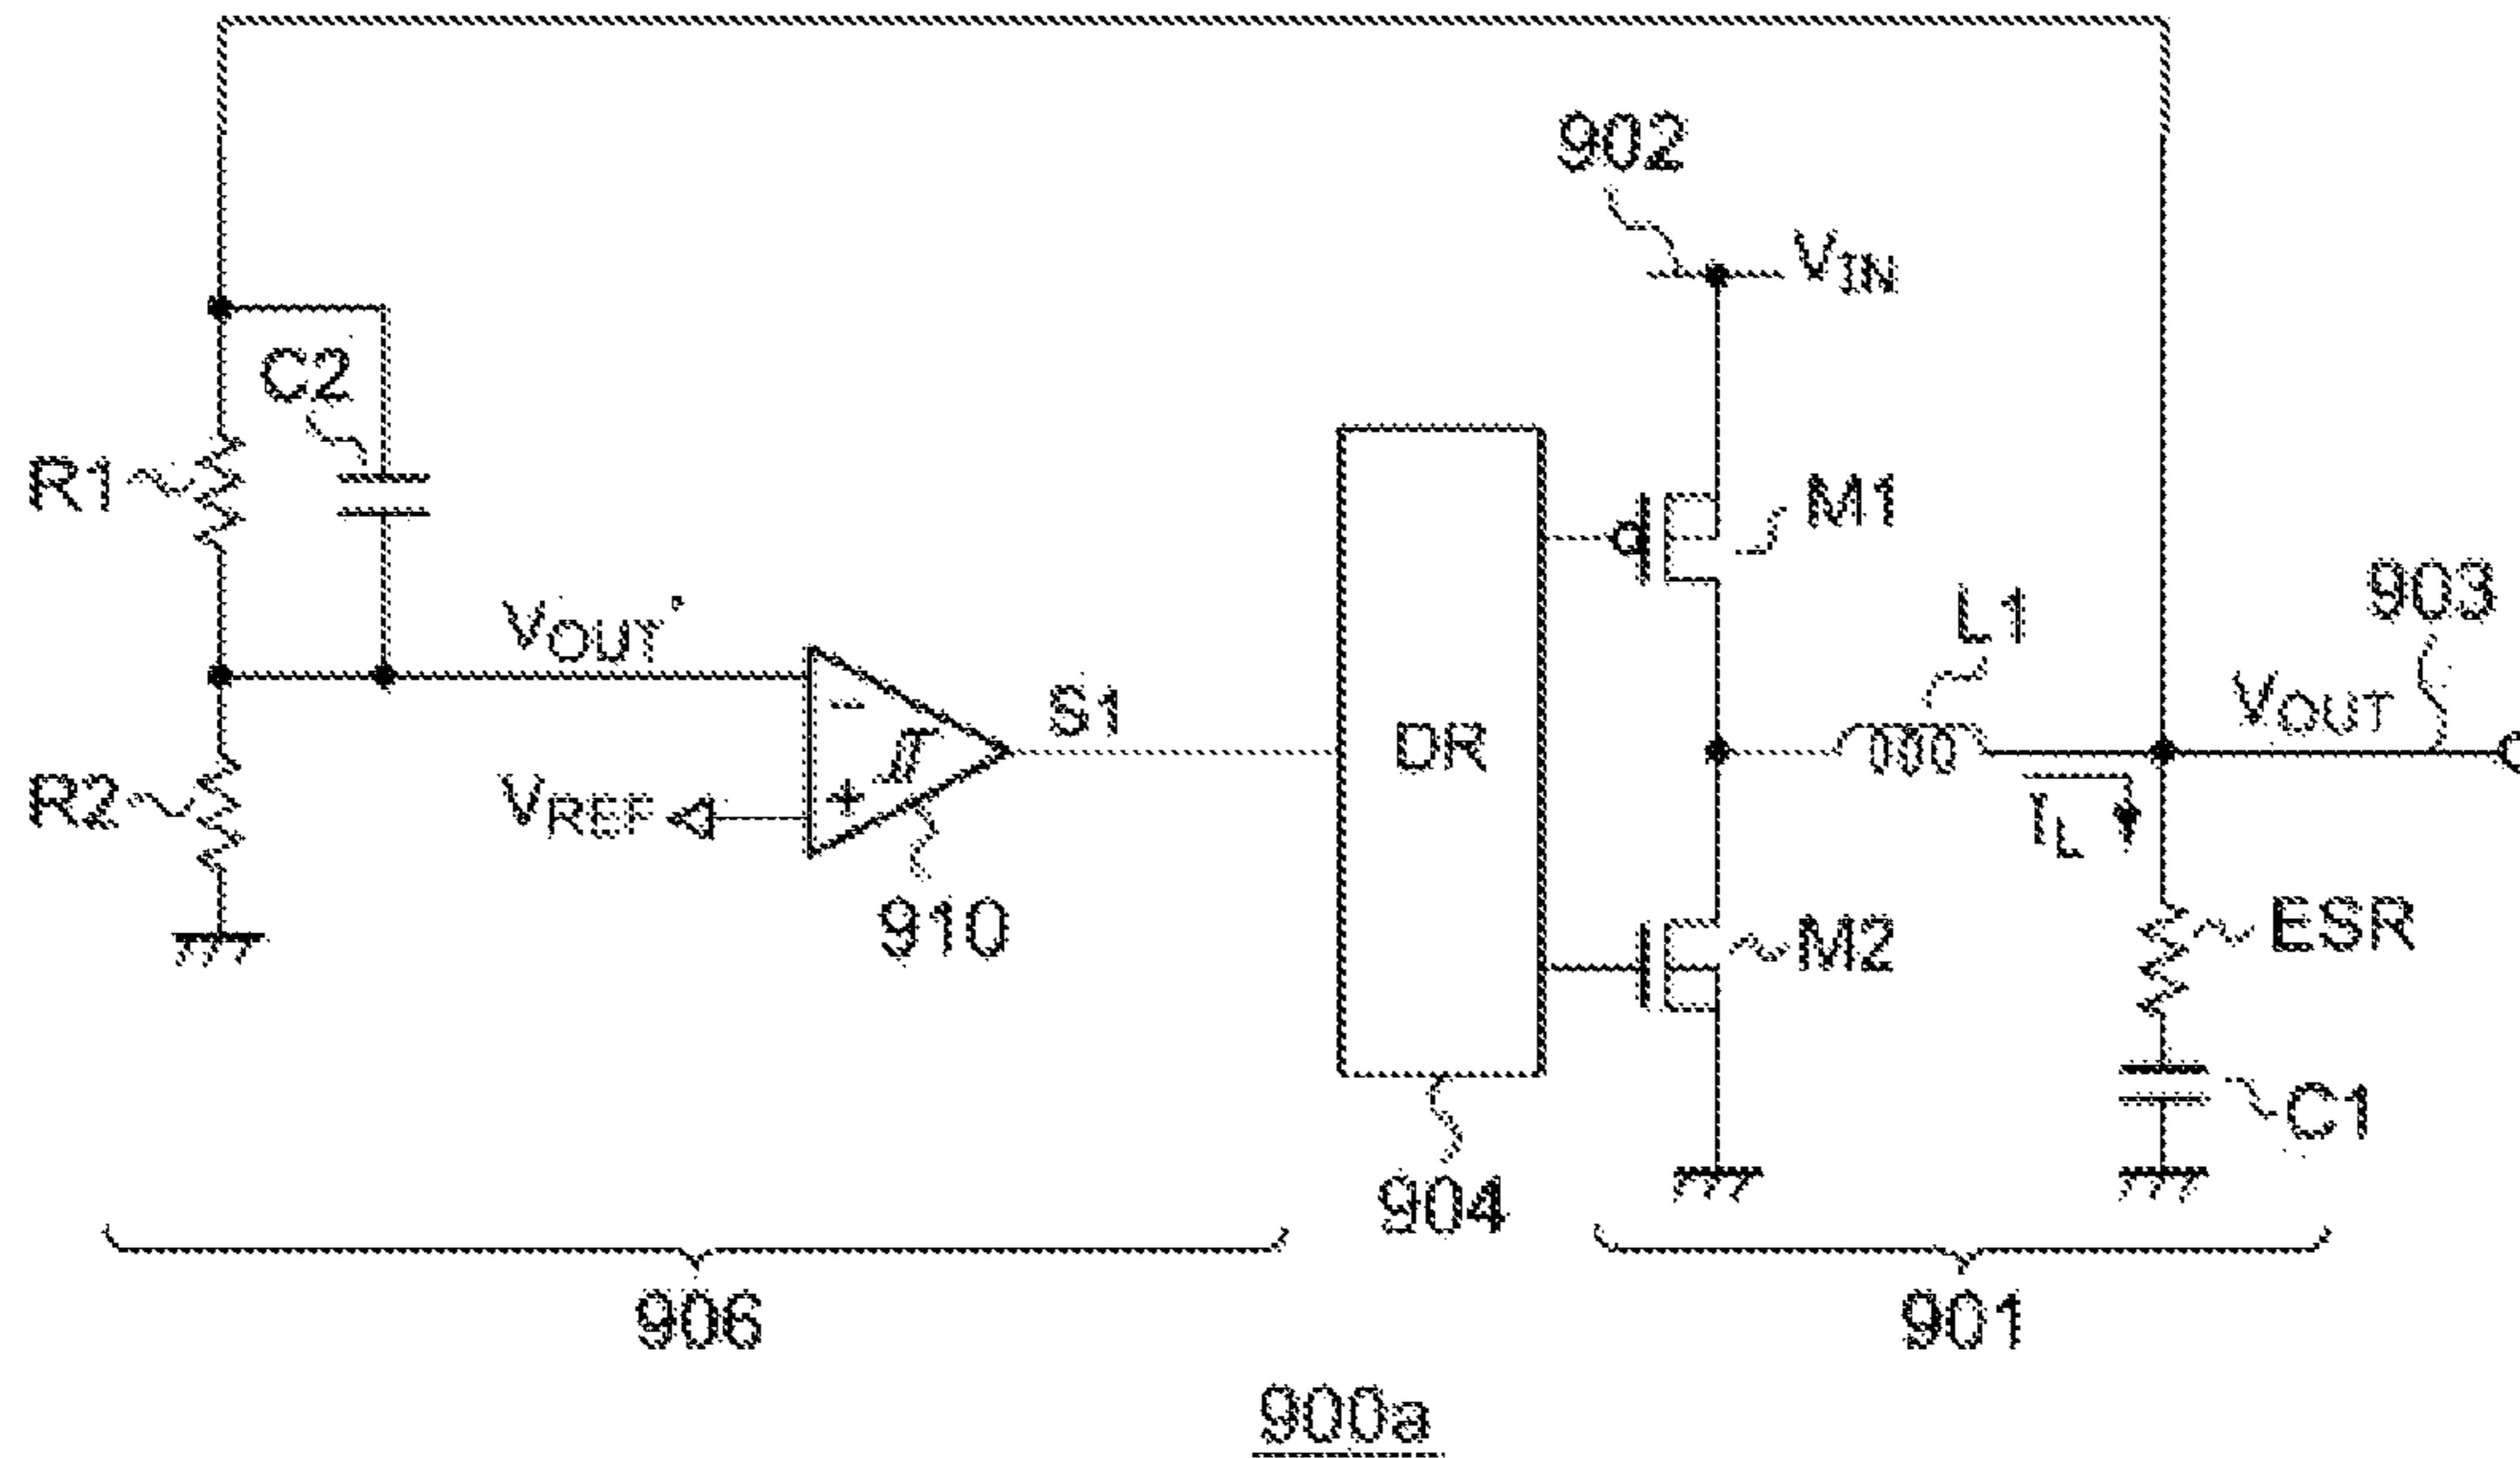 902
VIN
C2
R1
M1
L1
903
VOUT'
S1
VOUT
DR
R2
VREF
-
+
IL
910
M2
ESR
C1
904
906
901
900a